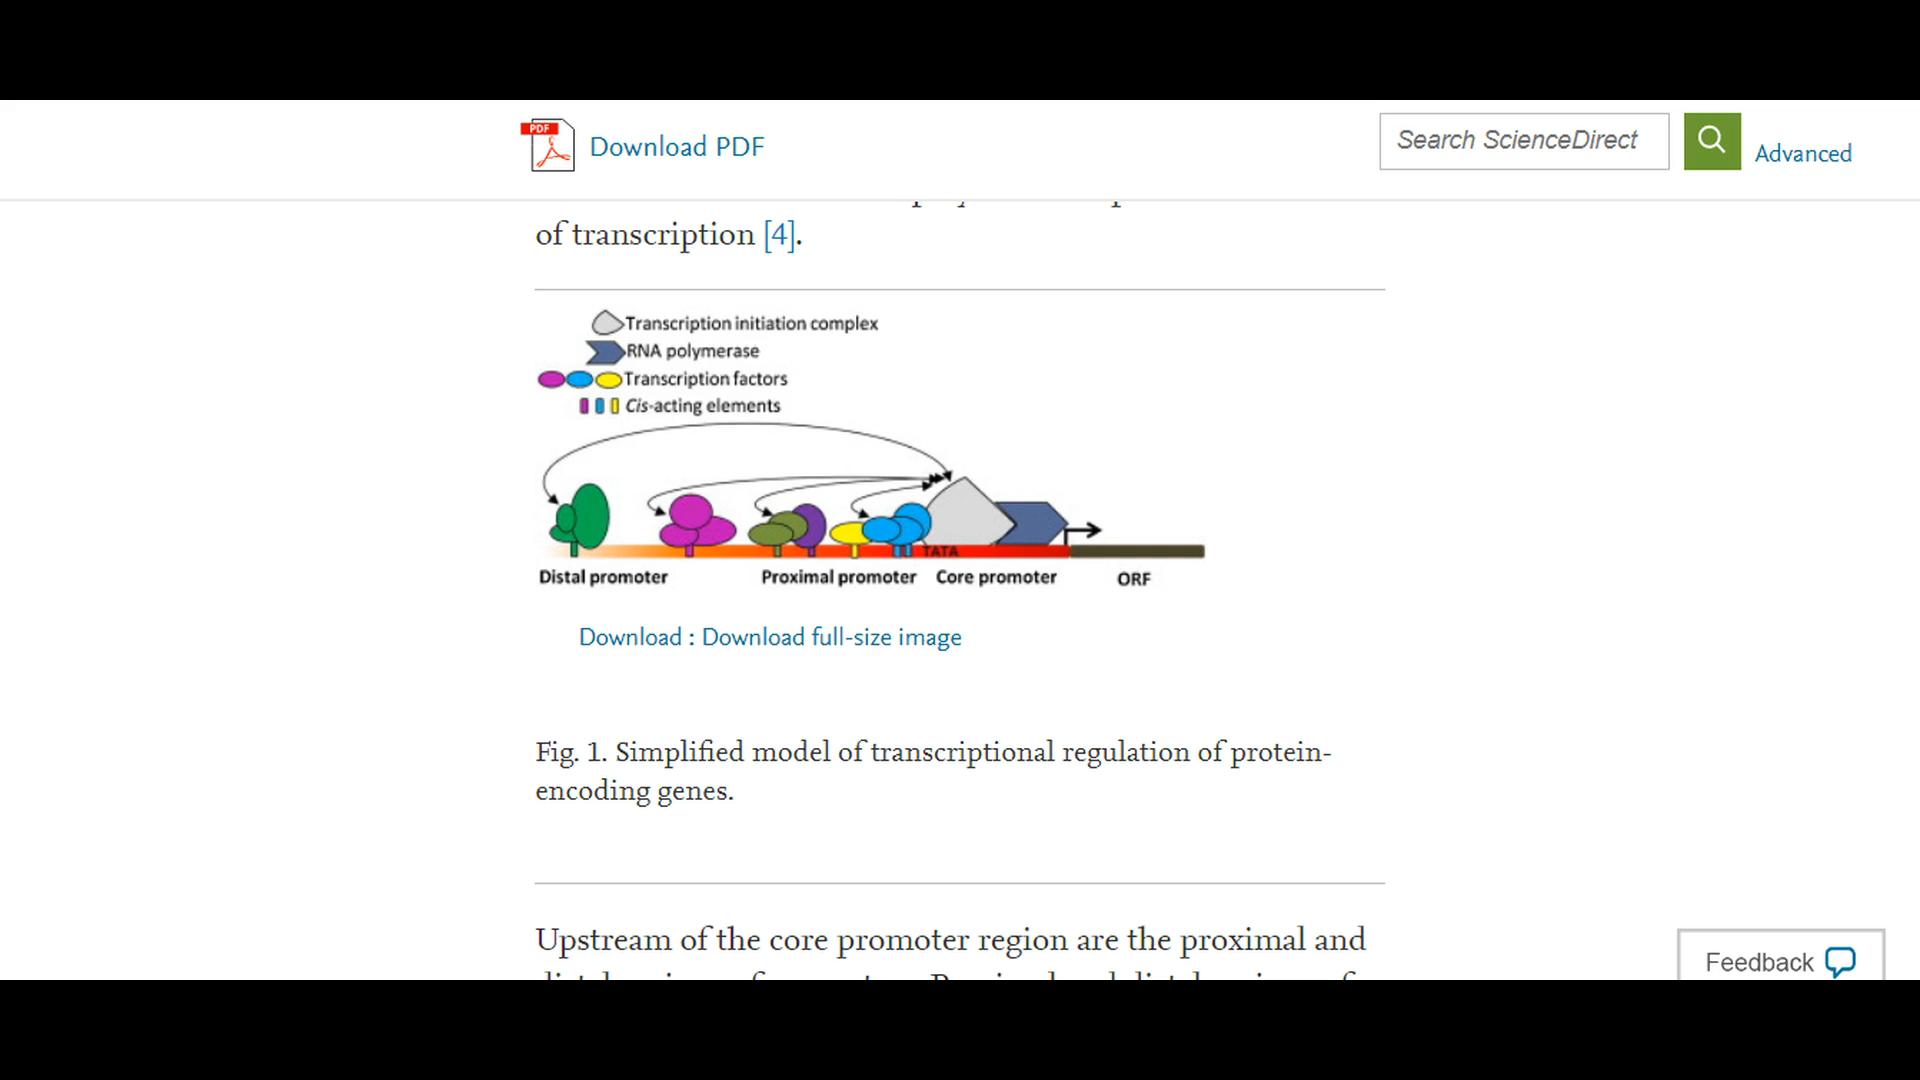 PDF
Download PDF
Search ScienceDirect
Advanced
of transcription [4].
Transcription initiation complex
RNA polymerase
Transcription factors
Cis-acting elements
TATA
Distal promoter
Proximal promoter
Core promoter
ORF
Download : Download full-size image
Fig. 1. Simplified model of transcriptional regulation of protein-
encoding genes.
Upstream of the core promoter region are the proximal and
Feedback